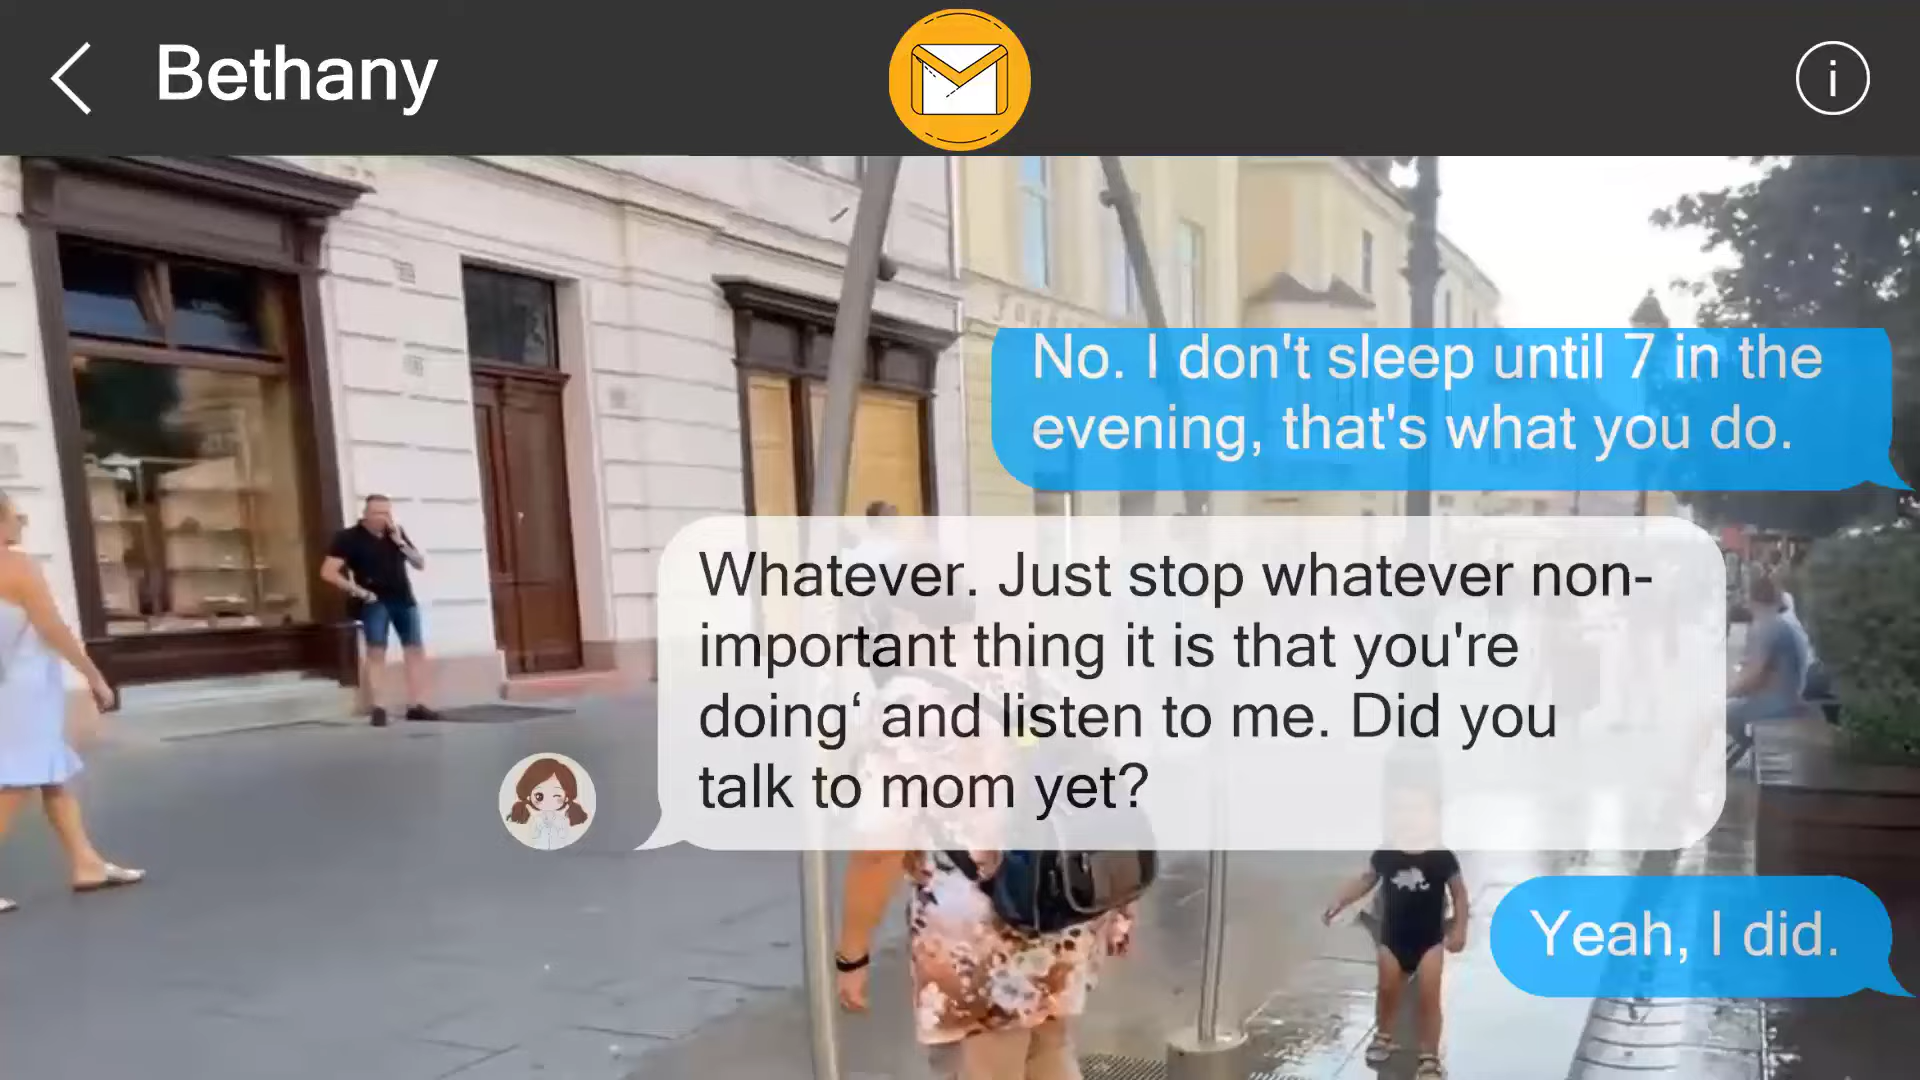 Bethany
No. I don't sleep until 7 in the
evening, that's what you do.
Whatever. Just stop whatever non-
important thing it is that you're
doing‘ and listen to me. Did you
talk to mom yet?
Yeah, I did.